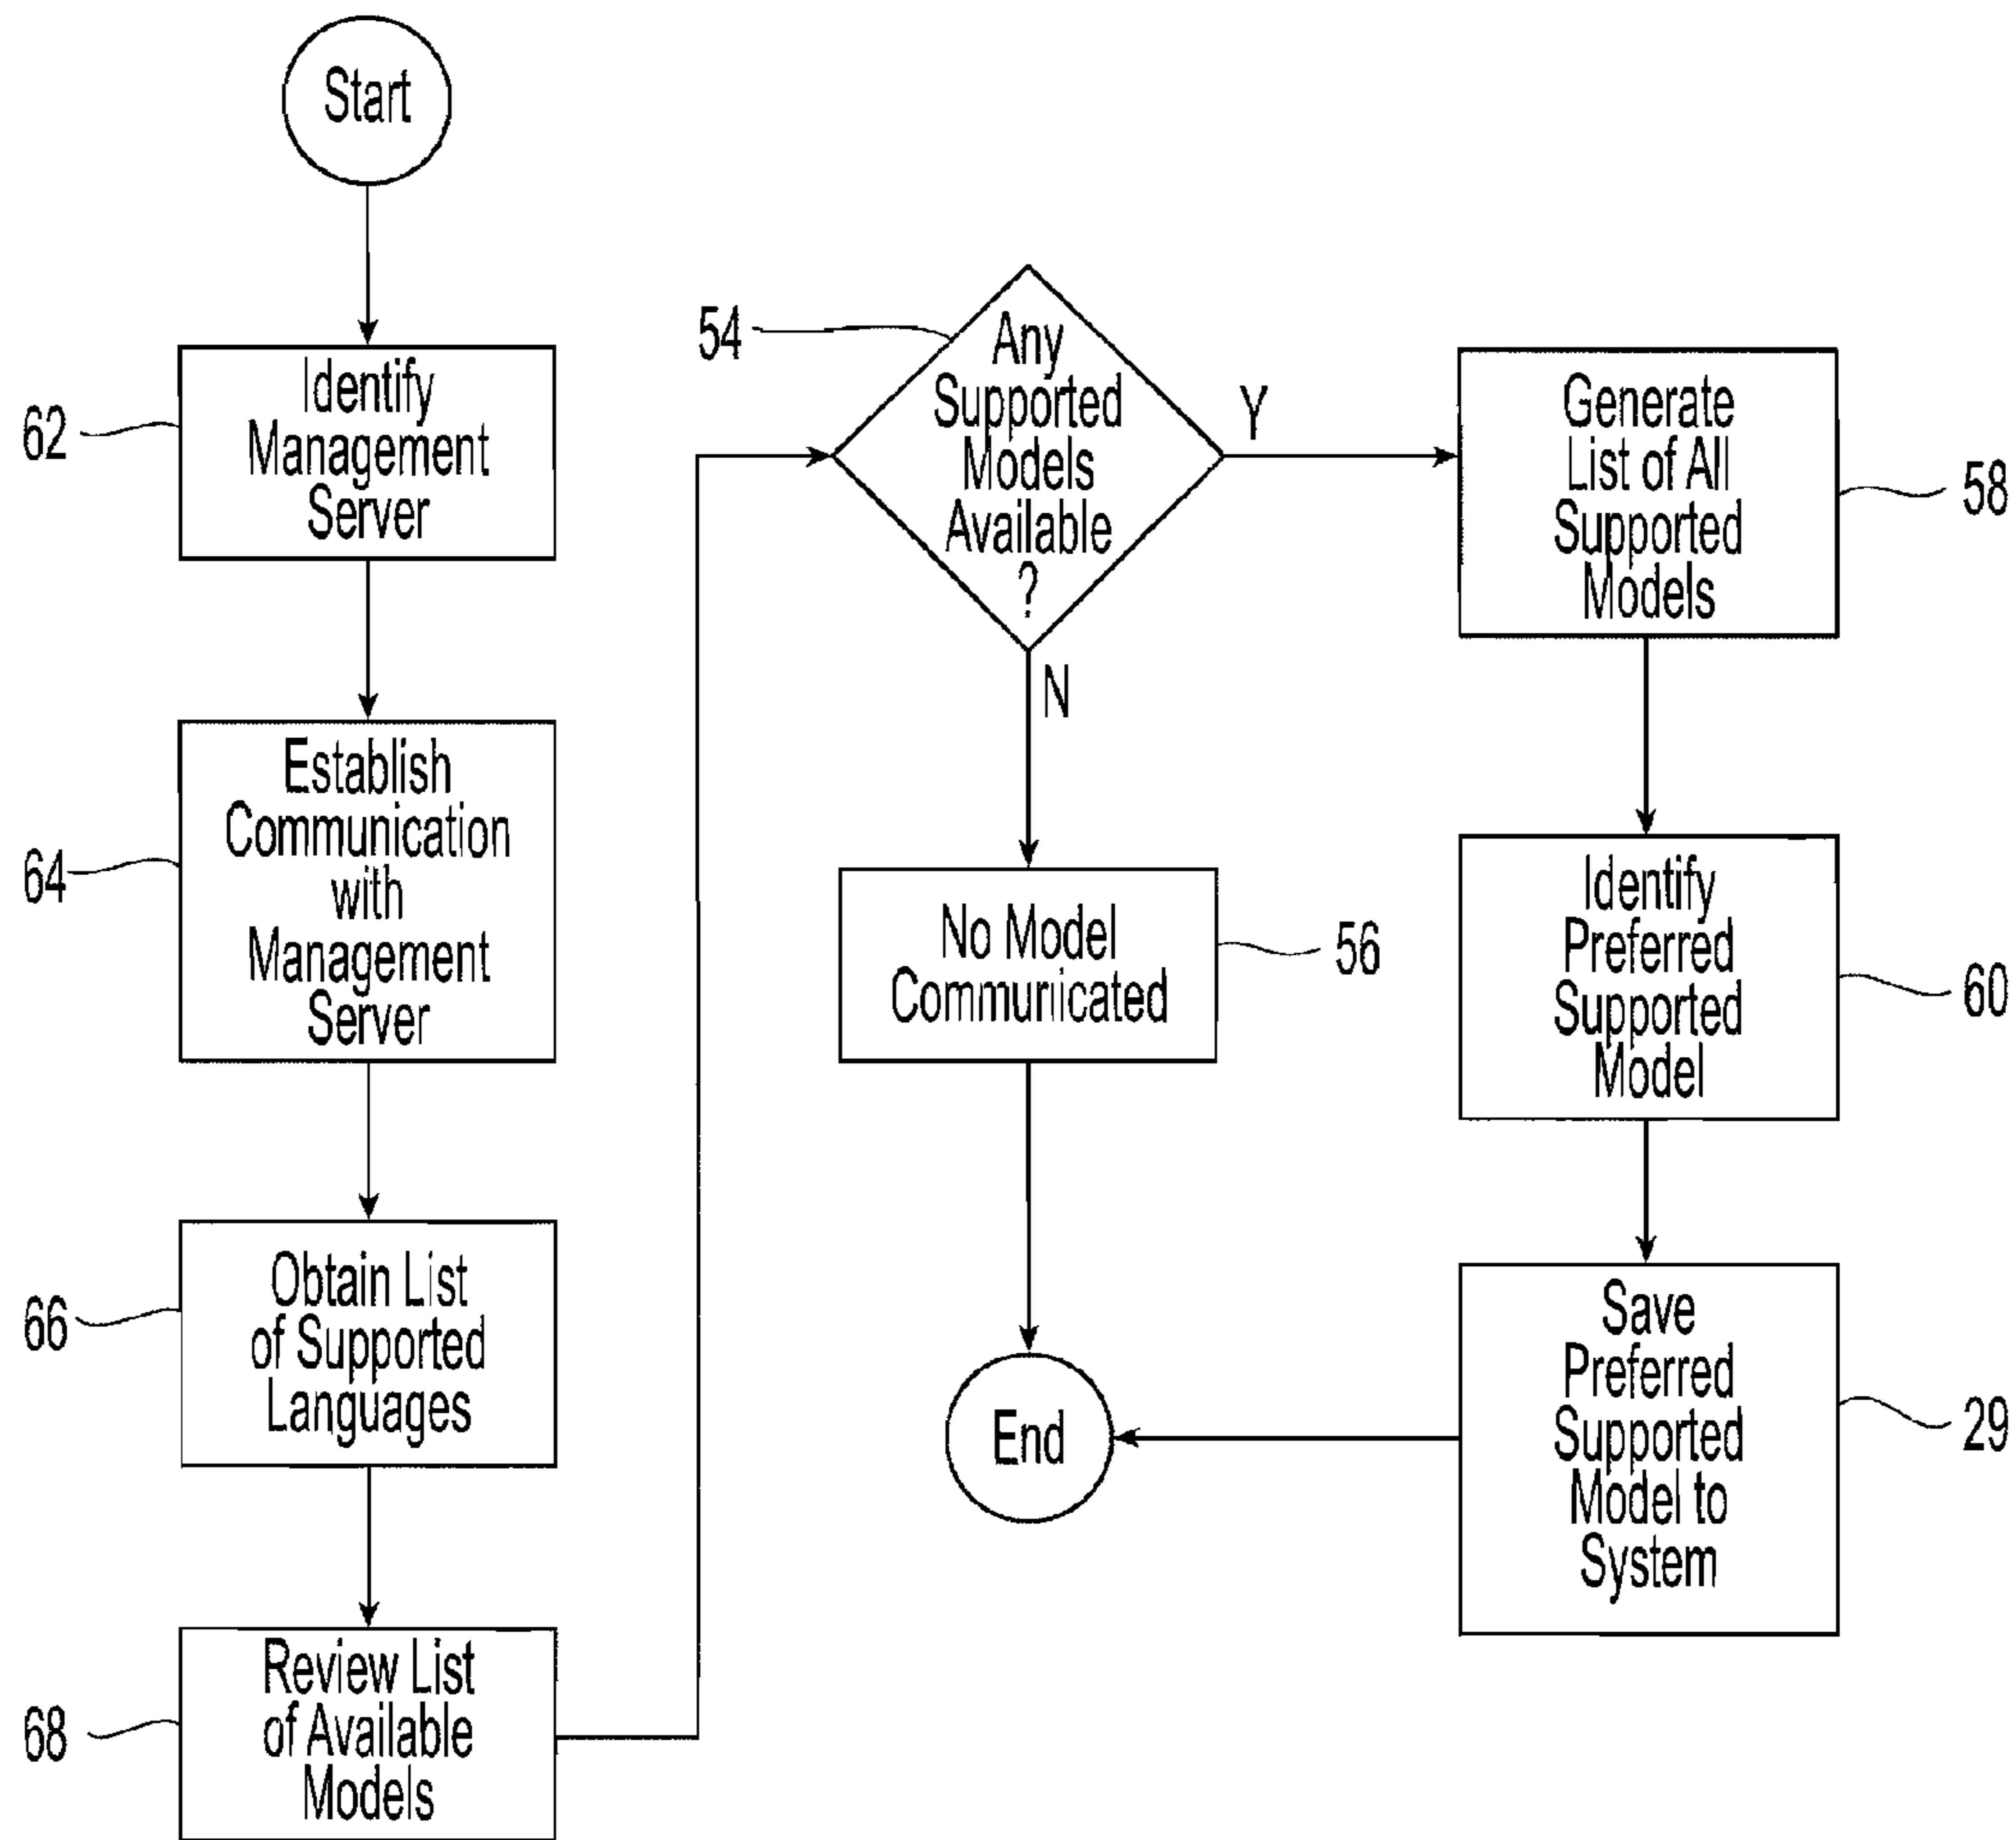 Start
62
Identify
Management
Server
64
Establish
Communication
with
Management
Server
66
Obtain List
of Supported
Languages
68
Review List
of Available
Models
54
Any
Supported
Models
Available
?
Y
N
No Model
Communicated
56
End
Generate
List of All
Supported
Models
58
Identify
Preferred
Supported
Model
60
Save
Preferred
Supported
Model to
System
29